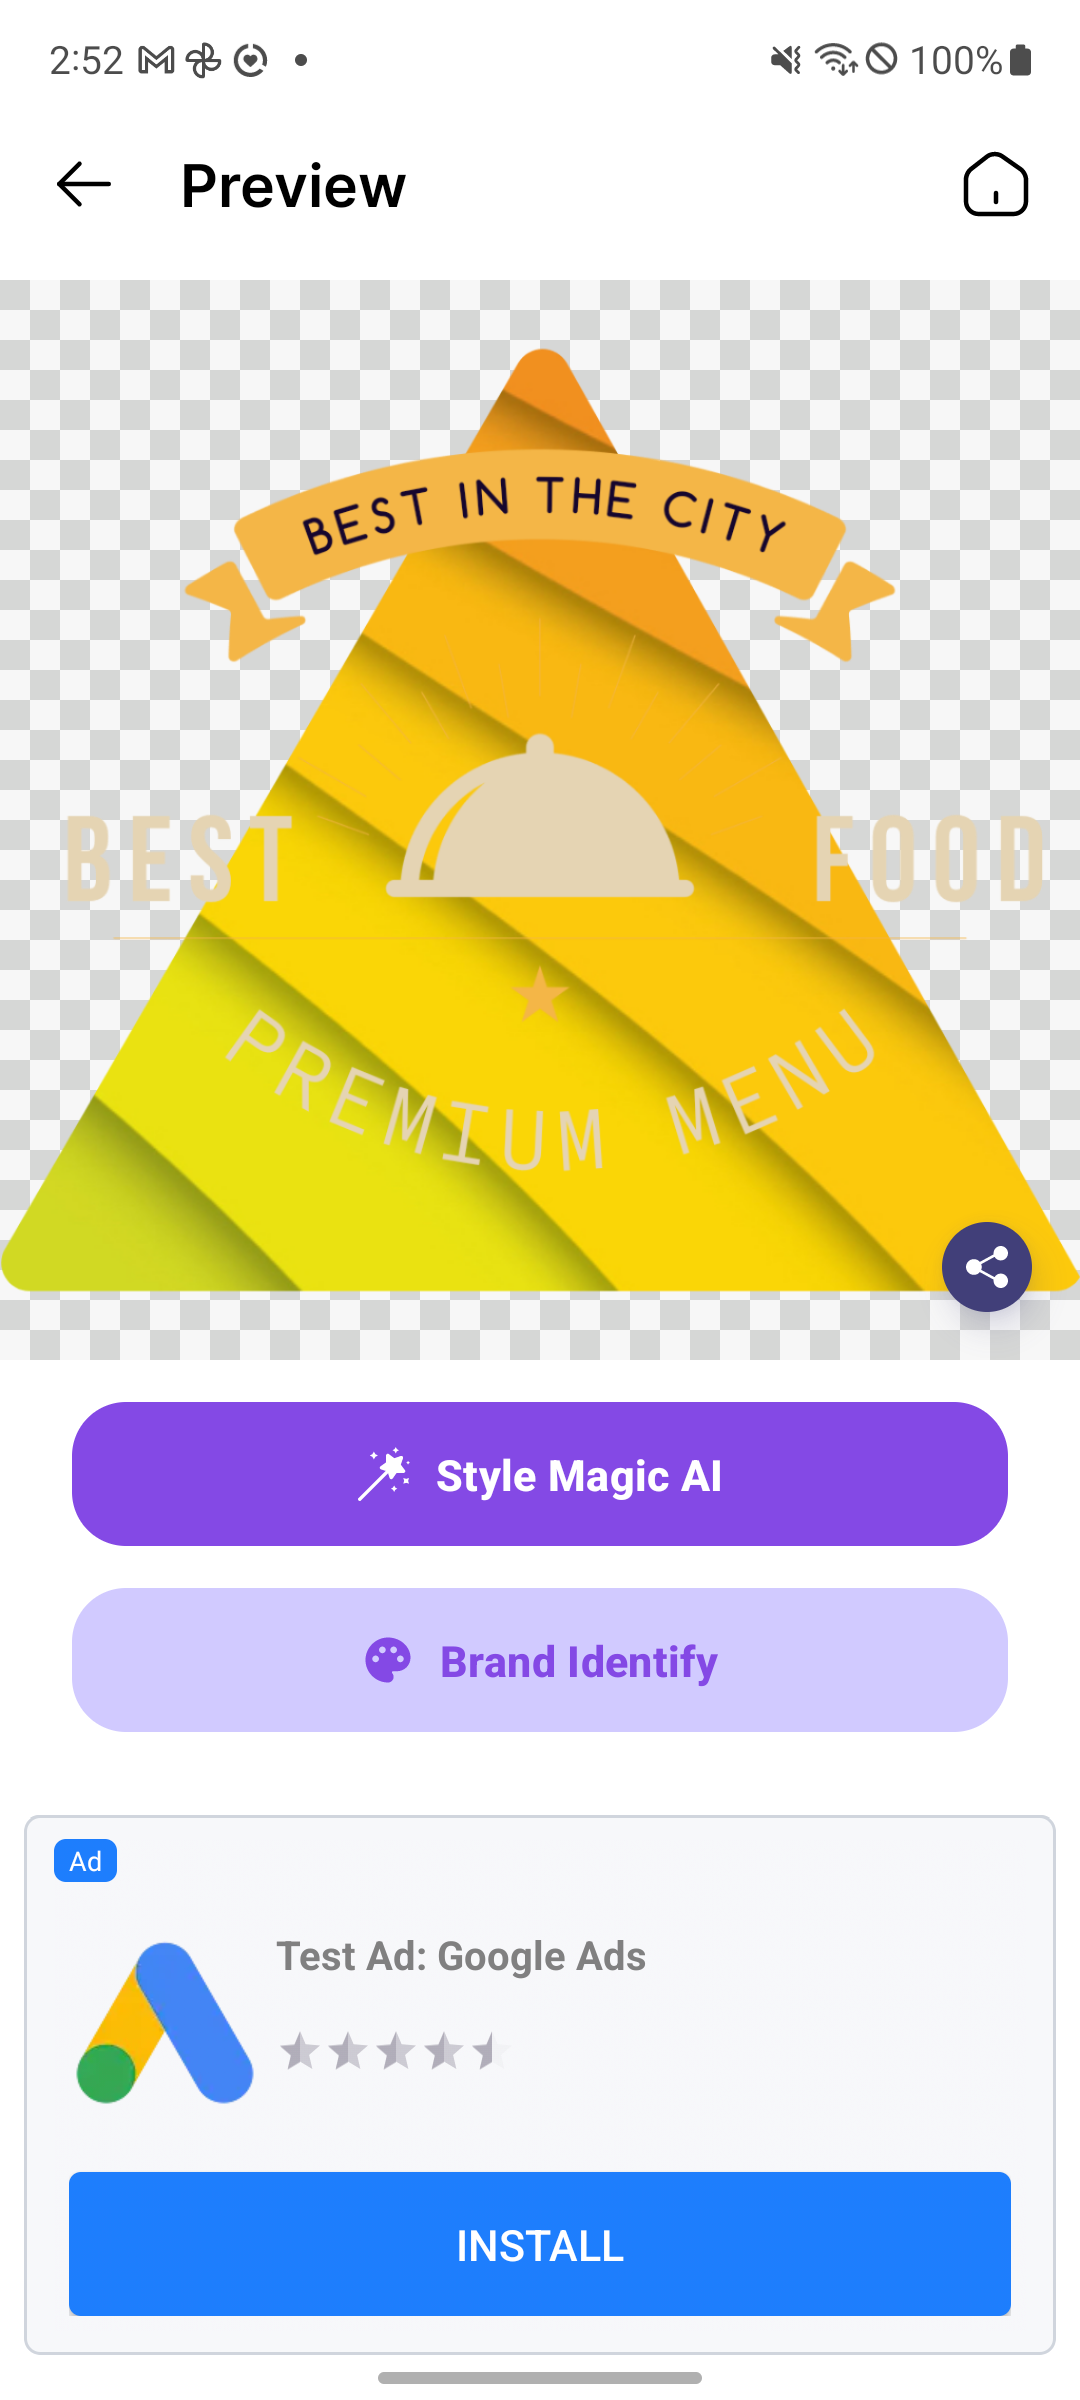 2:52
100%
Preview
BEST IN THE CITY
BEST FOOD
PREMIUM MENU
Style Magic AI
Brand Identify
Ad
Test Ad: Google Ads
INSTALL